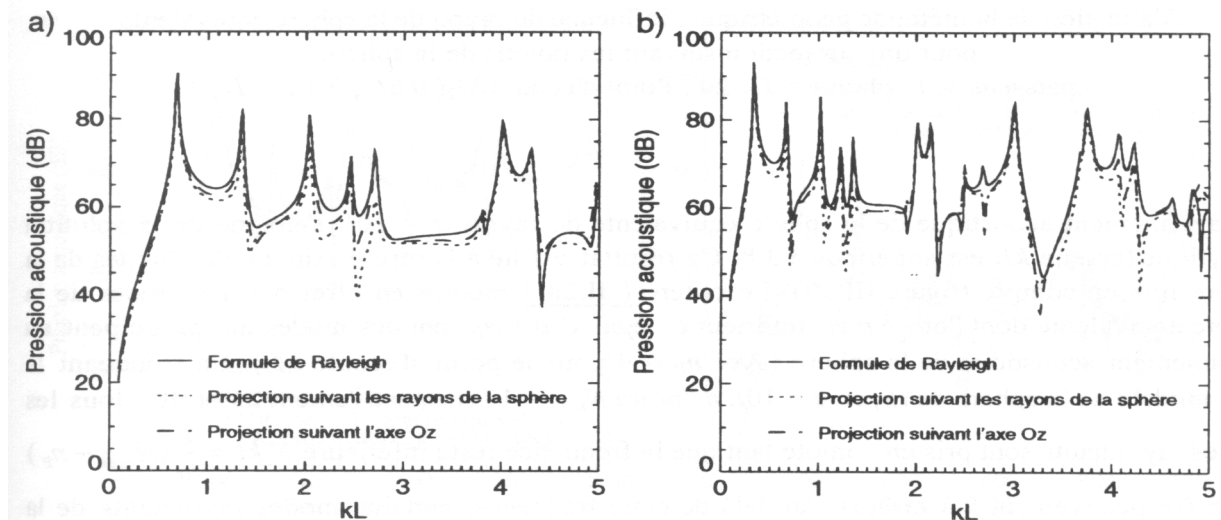 a)
b)
100
80
60
40
20
0
Pression acoustique (dB)
Formule de Rayleigh
Projection suivant les rayons de la sphère
Projection suivant l'axe Oz
0 1 2 3 4 5
kL
100
80
60
40
20
0
Pression acoustique (dB)
Formule de Rayleigh
Projection suivant les rayons de la sphère
Projection suivant l'axe Oz
0 1 2 3 4 5
kL